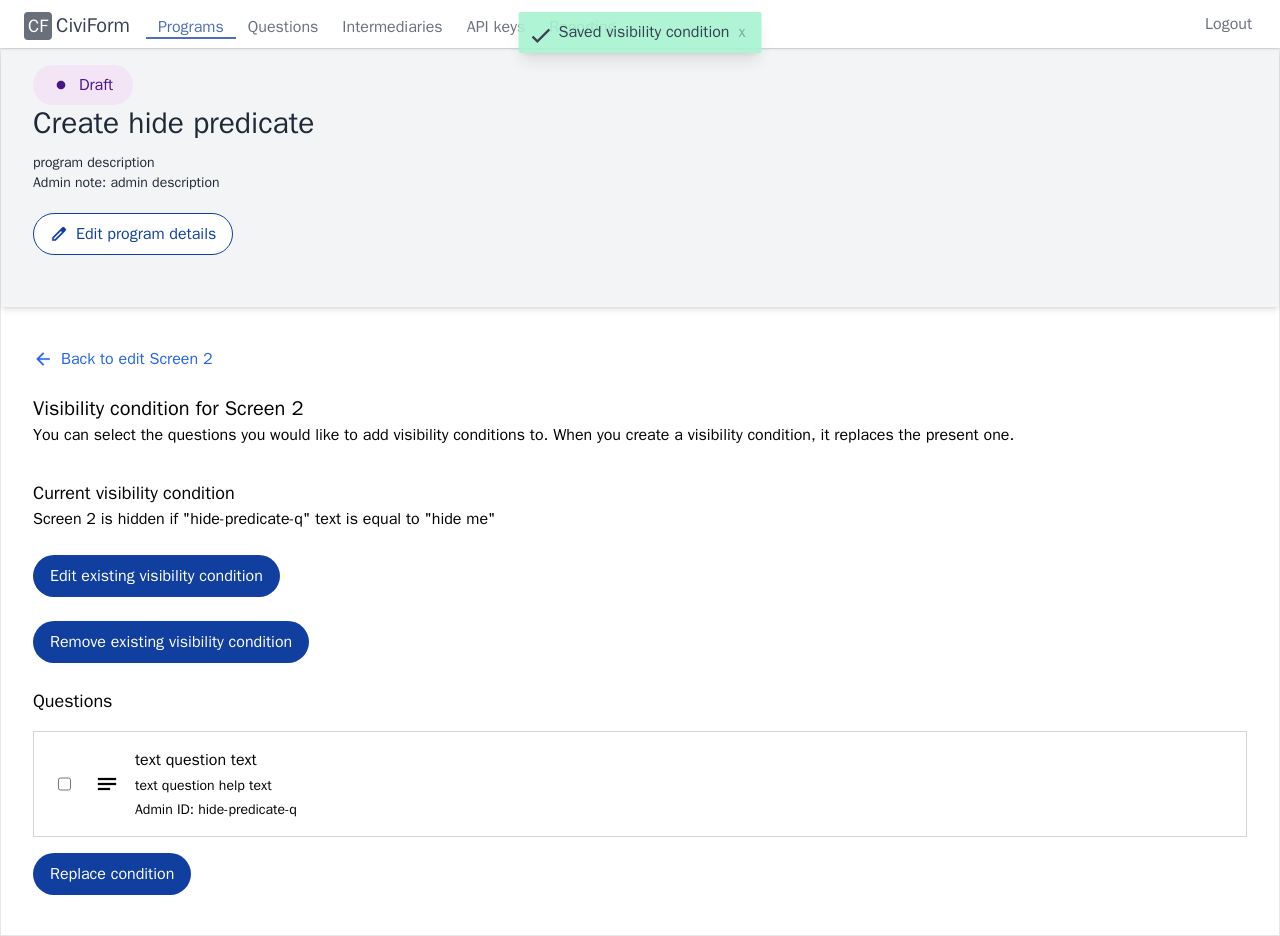 CF CiviForm Programs Questions Intermediaries API keys Saved visibility condition x Logout
Draft
Create hide predicate
program description
Admin note: admin description
Edit program details
Back to edit Screen 2
Visibility condition for Screen 2
You can select the questions you would like to add visibility conditions to. When you create a visibility condition, it replaces the present one.
Current visibility condition
Screen 2 is hidden if "hide-predicate-q" text is equal to "hide me"
Edit existing visibility condition
Remove existing visibility condition
Questions
text question text
text question help text
Admin ID: hide-predicate-q
Replace condition